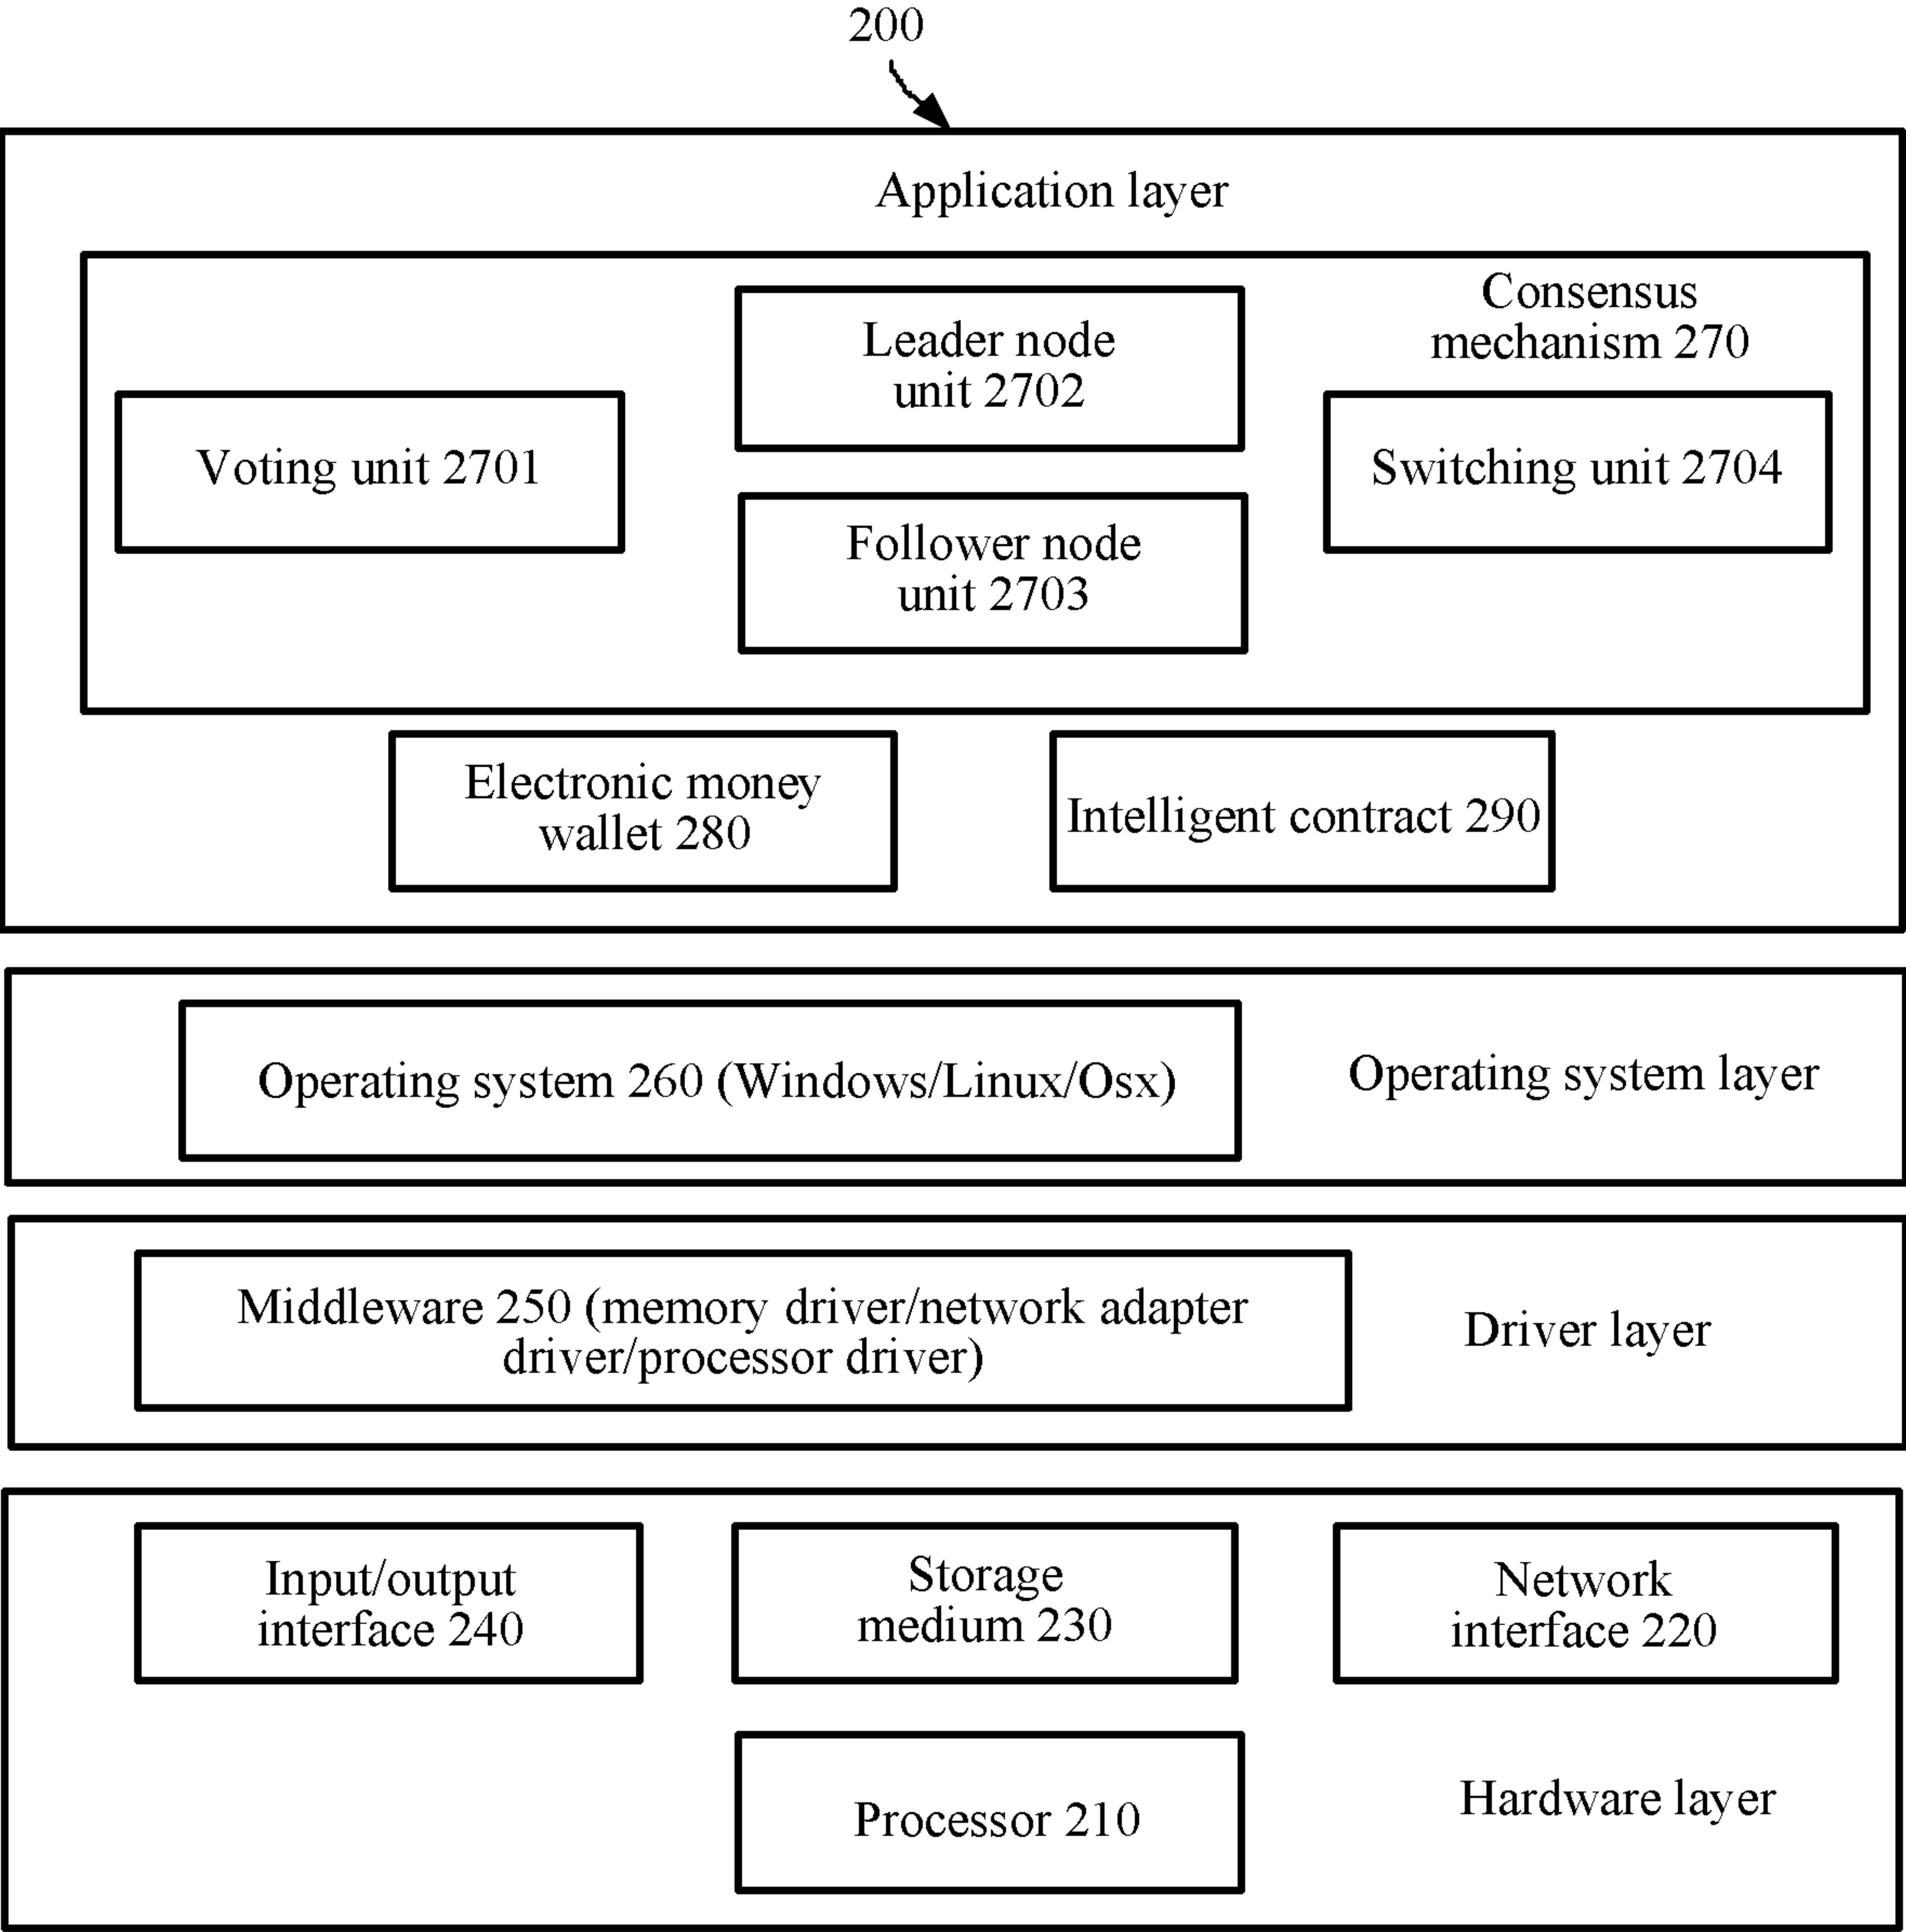 200
Application layer
Consensus
mechanism 270
Leader node
unit 2702
Voting unit 2701
Switching unit 2704
Follower node
unit 2703
Electronic money
wallet 280
Intelligent contract 290
Operating system 260 (Windows/Linux/Osx)
Operating system layer
Middleware 250 (memory driver/network adapter
driver/processor driver)
Driver layer
Input/output
interface 240
Storage
medium 230
Network
interface 220
Processor 210
Hardware layer